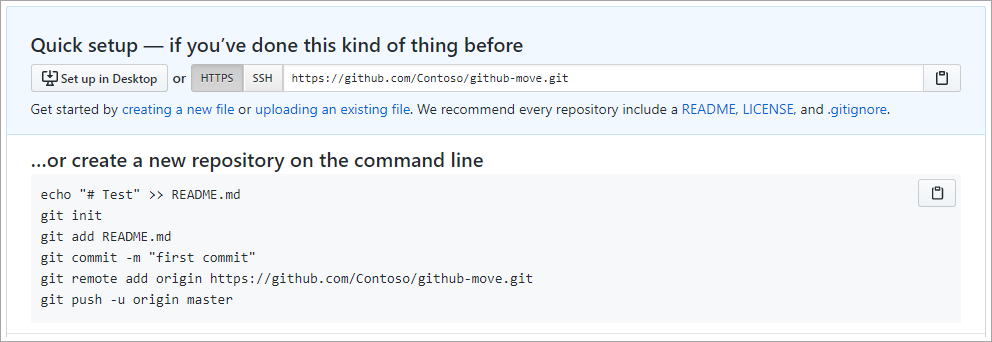 Quick setup — if you’ve done this kind of thing before
Set up in Desktop or HTTPS SSH https://github.com/Contoso/github-move.git
Get started by creating a new file or uploading an existing file. We recommend every repository include a README, LICENSE, and .gitignore.
...or create a new repository on the command line
echo "# Test" >> README.md
git init
git add README.md
git commit -m "first commit"
git remote add origin https://github.com/Contoso/github-move.git
git push -u origin master